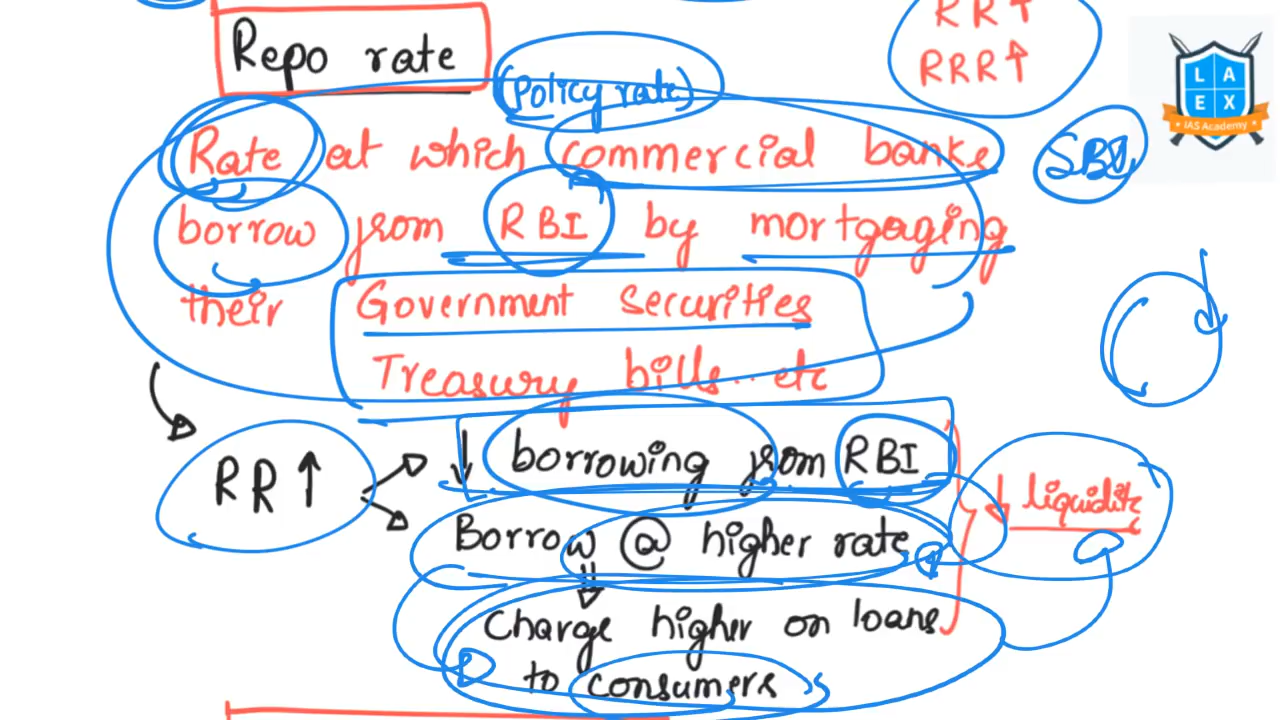 RR↑
RRR↑
Repo rate
(Policy rate)
Rate at which commercial banks
SBI
borrow from RBI by mortgaging
their Government securities
Treasury bills.. etc
RR↑
↓ borrowing from RBI
Borrow @ higher rate
↓ liquidity
Charge higher on loans
to consumers
L A
E X
IAS Academy